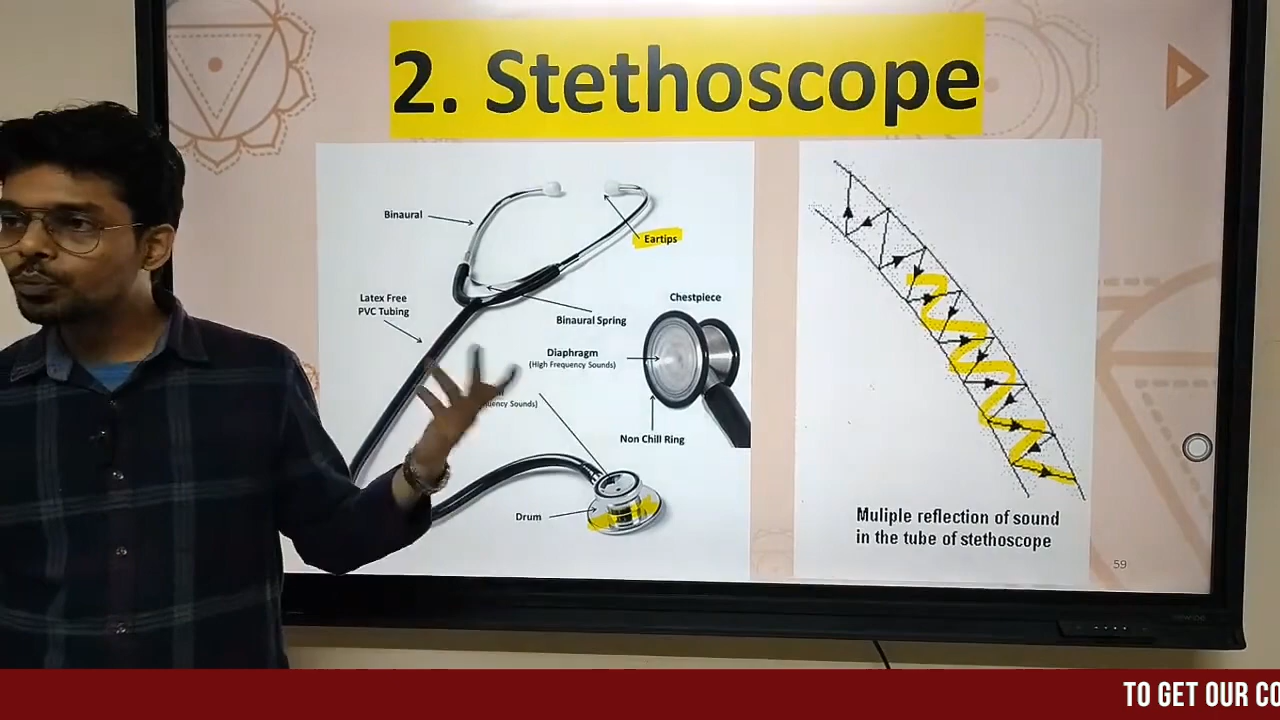 2. Stethoscope
Binaural
Eartips
Latex Free
PVC Tubing
Binaural Spring
Chestpiece
Diaphragm
(High Frequency Sounds)
Sounds)
Non Chill Ring
Drum
Muliple reflection of sound
in the tube of stethoscope
59
TO GET OUR